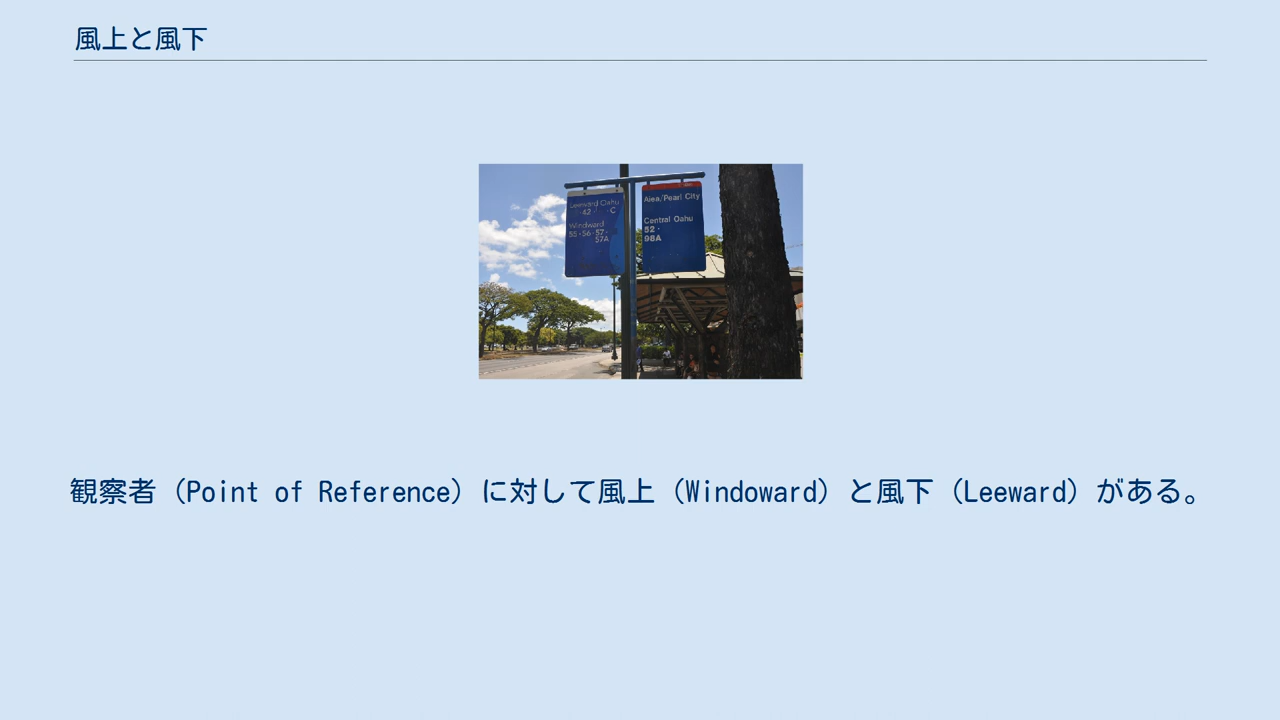 風上と風下
Leeward Oahu
42 · C
Windward
55 · 56 · 57 ·
57A
Aiea/Pearl City
Central Oahu
52 ·
98A
観察者（Point of Reference）に対して風上（Windoward）と風下（Leeward）がある。